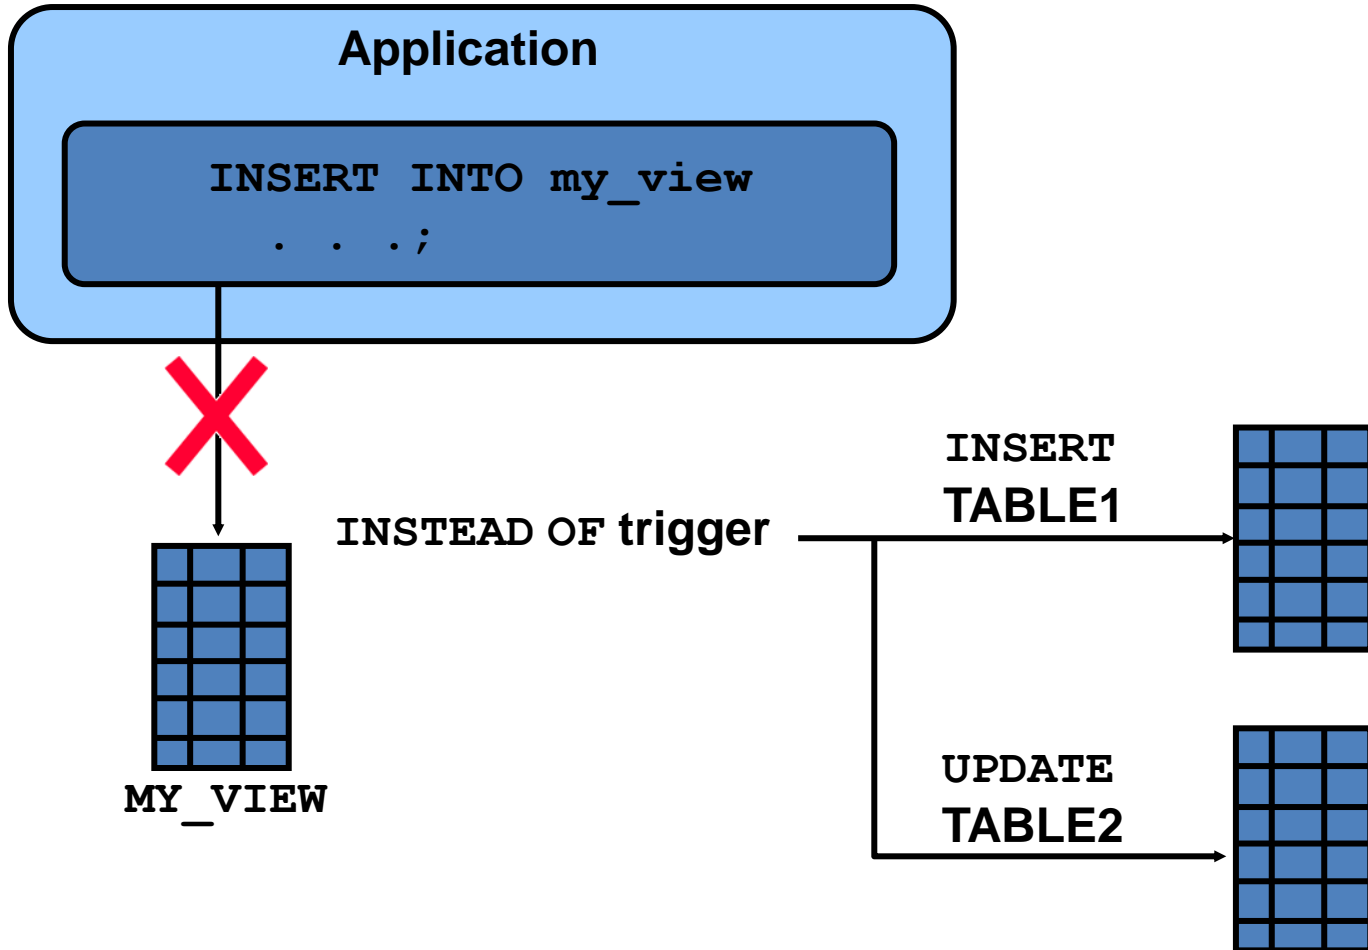 Application
INSERT INTO my_view
. . .;
INSERT
TABLE1
INSTEAD OF trigger
UPDATE
TABLE2
MY_VIEW